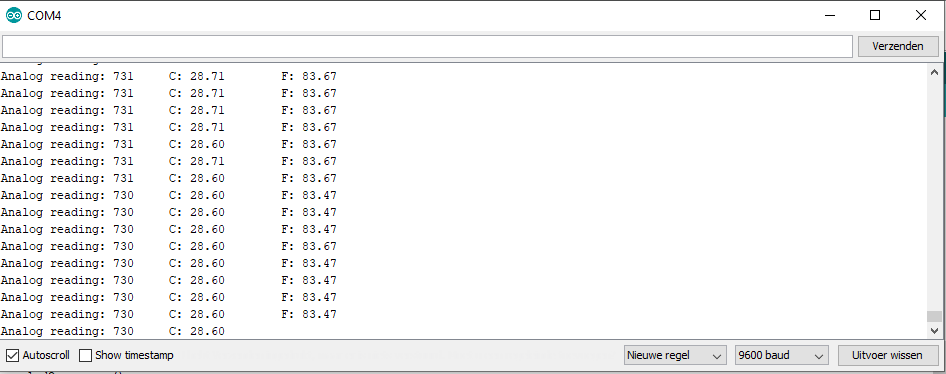 COM4
Verzenden
Analog reading: 731 C: 28.71 F: 83.67
Analog reading: 731 C: 28.71 F: 83.67
Analog reading: 731 C: 28.71 F: 83.67
Analog reading: 731 C: 28.71 F: 83.67
Analog reading: 731 C: 28.60 F: 83.67
Analog reading: 731 C: 28.71 F: 83.67
Analog reading: 731 C: 28.60 F: 83.67
Analog reading: 730 C: 28.60 F: 83.47
Analog reading: 730 C: 28.60 F: 83.47
Analog reading: 730 C: 28.60 F: 83.47
Analog reading: 730 C: 28.60 F: 83.67
Analog reading: 730 C: 28.60 F: 83.47
Analog reading: 730 C: 28.60 F: 83.47
Analog reading: 730 C: 28.60 F: 83.47
Analog reading: 730 C: 28.60 F: 83.47
Analog reading: 730 C: 28.60
Autoscroll Show timestamp Nieuwe regel 9600 baud Uitvoer wissen